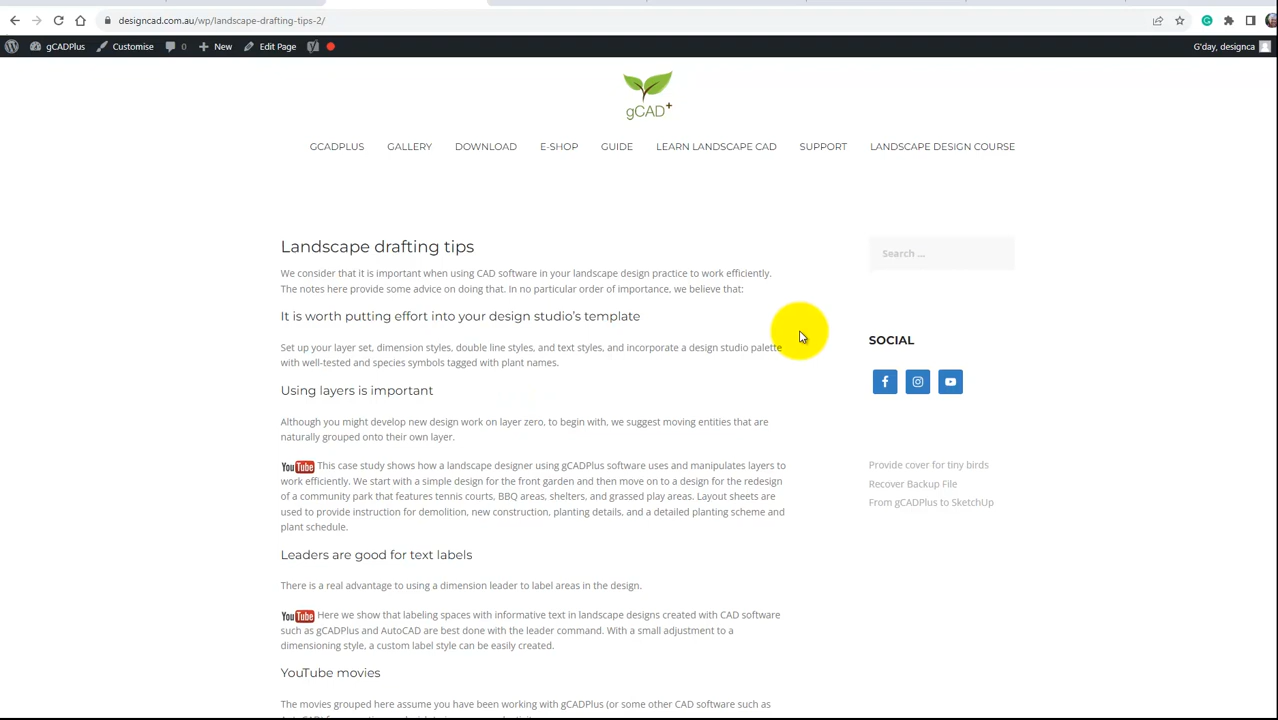 designcad.com.au/wp/landscape-drafting-tips-2/
gCADPlus Customise 0 New Edit Page G'day, designca
gCAD+
GCADPLUS GALLERY DOWNLOAD E-SHOP GUIDE LEARN LANDSCAPE CAD SUPPORT LANDSCAPE DESIGN COURSE
Landscape drafting tips
We consider that it is important when using CAD software in your landscape design practice to work efficiently.
The notes here provide some advice on doing that. In no particular order of importance, we believe that:
It is worth putting effort into your design studio's template
Set up your layer set, dimension styles, double line styles, and text styles, and incorporate a design studio palette
with well-tested and species symbols tagged with plant names.
Using layers is important
Although you might develop new design work on layer zero, to begin with, we suggest moving entities that are
naturally grouped onto their own layer.
YouTube This case study shows how a landscape designer using gCADPlus software uses and manipulates layers to
work efficiently. We start with a simple design for the front garden and then move on to a design for the redesign
of a community park that features tennis courts, BBQ areas, shelters, and grassed play areas. Layout sheets are
used to provide instruction for demolition, new construction, planting details, and a detailed planting scheme and
plant schedule.
Leaders are good for text labels
There is a real advantage to using a dimension leader to label areas in the design.
YouTube Here we show that labeling spaces with informative text in landscape designs created with CAD software
such as gCADPlus and AutoCAD are best done with the leader command. With a small adjustment to a
dimensioning style, a custom label style can be easily created.
YouTube movies
The movies grouped here assume you have been working with gCADPlus (or some other CAD software such as
Search ...
SOCIAL
Provide cover for tiny birds
Recover Backup File
From gCADPlus to SketchUp